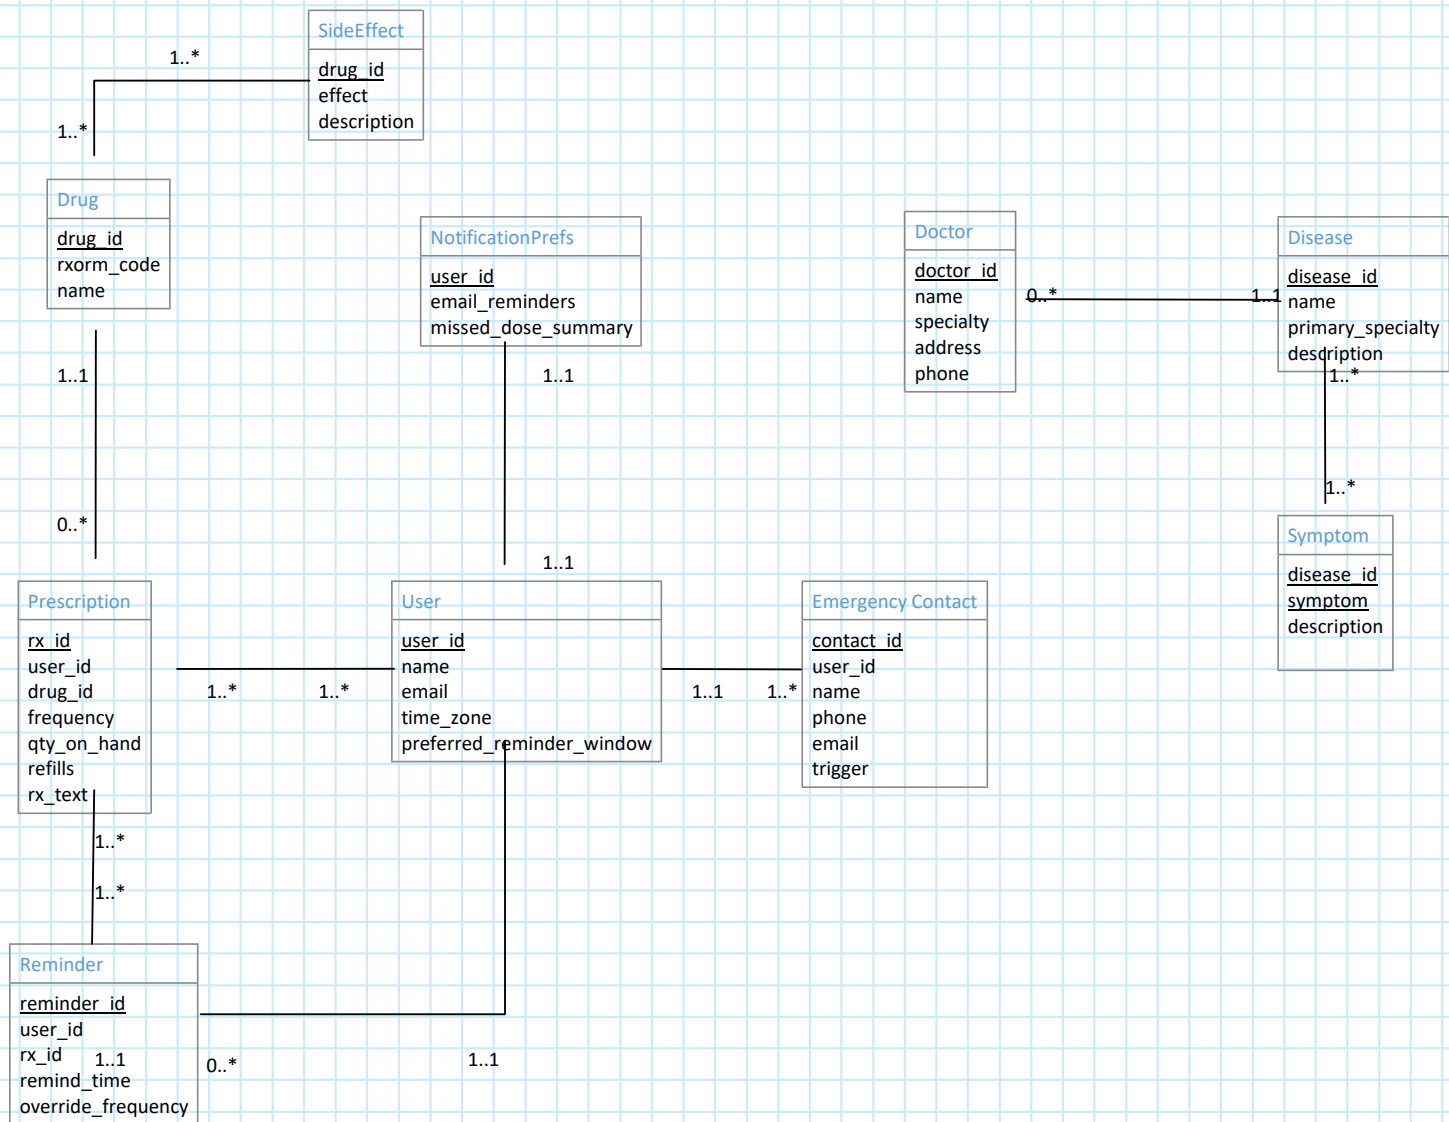 SideEffect
drug_id
effect
description
1..*
1..*
Drug
drug_id
rxorm_code
name
1..1
0..*
NotificationPrefs
user_id
email_reminders
missed_dose_summary
1..1
1..1
Doctor
doctor_id
name
specialty
address
phone
0..*
1..1
Disease
disease_id
name
primary_specialty
description
1..*
1..*
Symptom
disease_id
symptom
description
Prescription
rx_id
user_id
drug_id
frequency
qty_on_hand
refills
rx_text
1..*
1..*
User
user_id
name
email
time_zone
preferred_reminder_window
1..1
1..*
Emergency Contact
contact_id
user_id
name
phone
email
trigger
1..*
1..*
Reminder
reminder_id
user_id
rx_id
remind_time
override_frequency
1..1
0..*
1..1